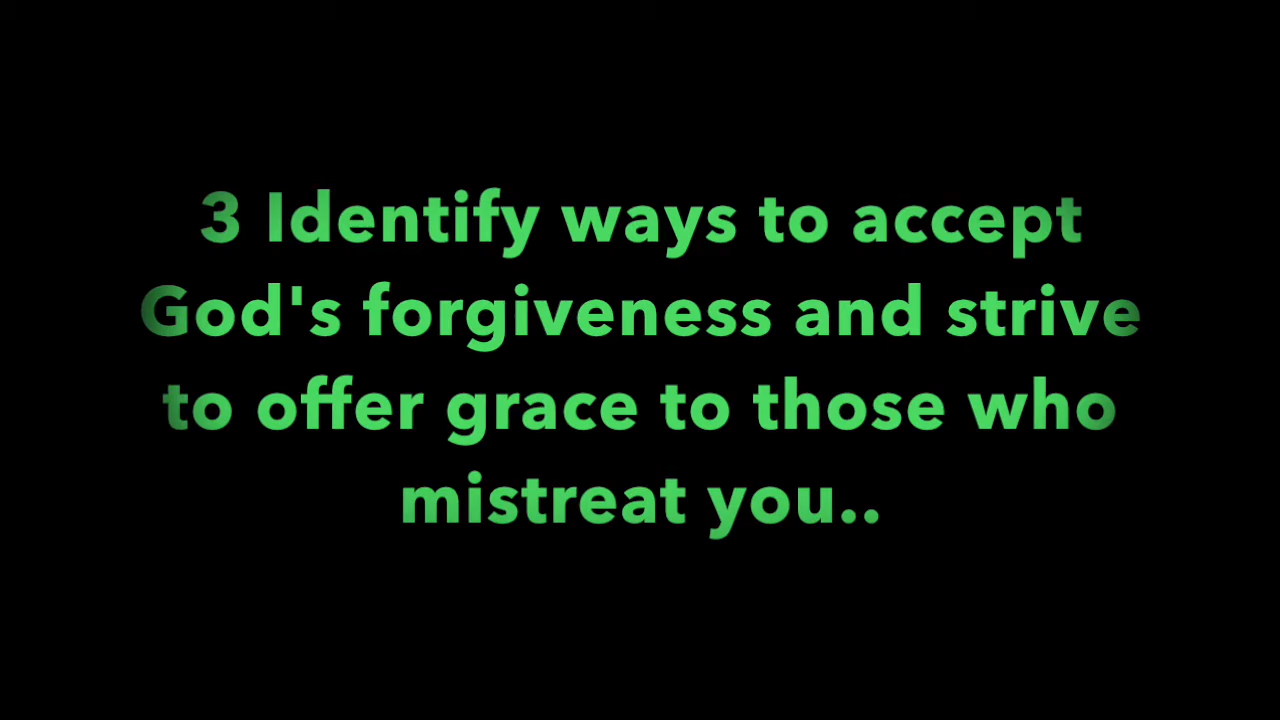 3 Identify ways to accept
God's forgiveness and strive
to offer grace to those who
mistreat you..